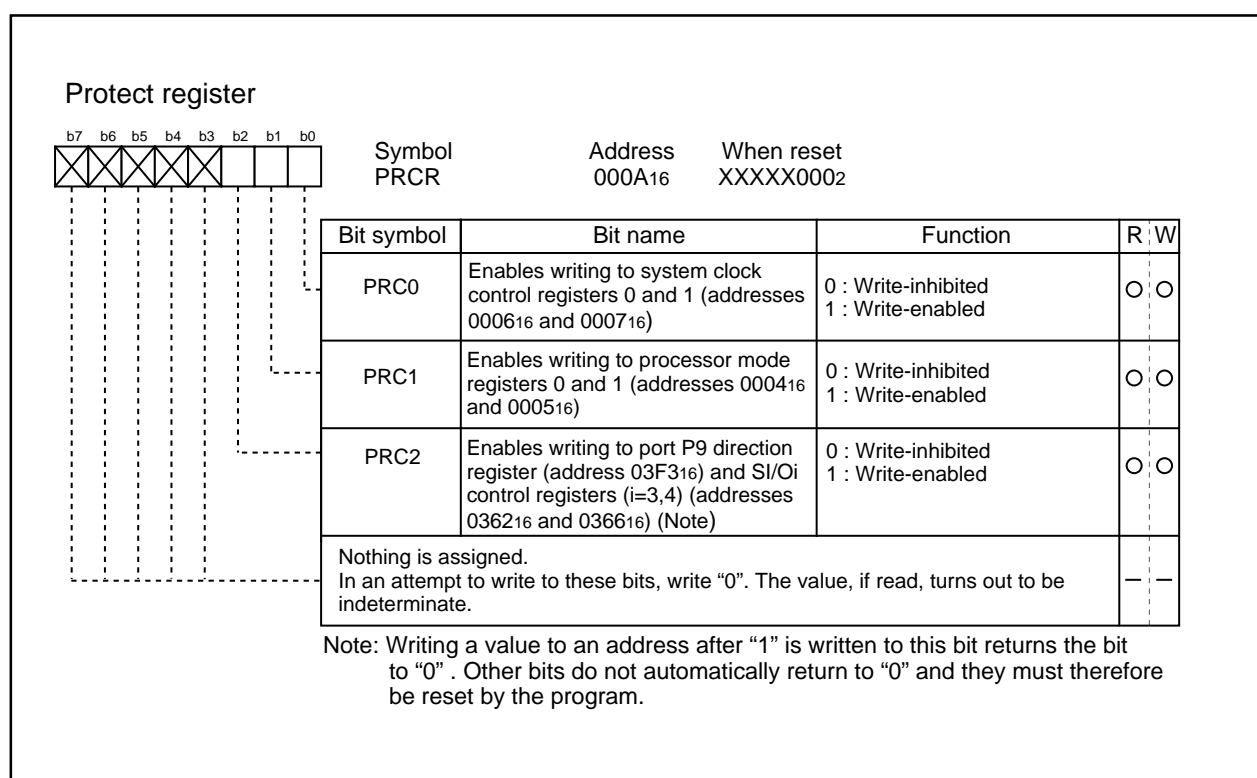 Protect register
b7 b6 b5 b4 b3 b2 b1 b0
Symbol Address When reset
PRCR 000A16 XXXXX0002
Bit symbol Bit name Function R W
PRC0
Enables writing to system clock
control registers 0 and 1 (addresses
000616 and 000716)
0 : Write-inhibited
1 : Write-enabled
PRC1
Enables writing to processor mode
registers 0 and 1 (addresses 000416
and 000516)
0 : Write-inhibited
1 : Write-enabled
PRC2
Enables writing to port P9 direction
register (address 03F316) and SI/Oi
control registers (i=3,4) (addresses
036216 and 036616) (Note)
0 : Write-inhibited
1 : Write-enabled
Nothing is assigned.
In an attempt to write to these bits, write “0”. The value, if read, turns out to be
indeterminate.
Note: Writing a value to an address after “1” is written to this bit returns the bit
to “0” . Other bits do not automatically return to “0” and they must therefore
be reset by the program.